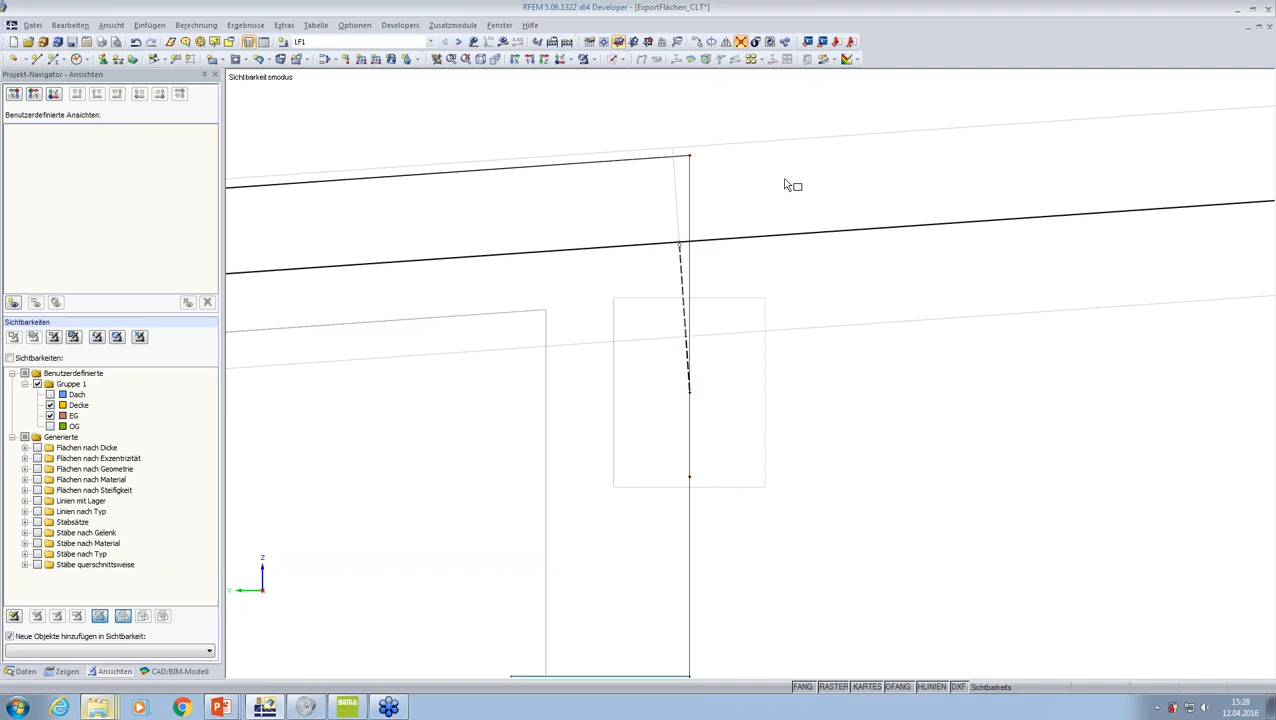 RFEM 5.06.1322 x64 Developer - [ExportFlächen_CLT*]
Datei Bearbeiten Ansicht Einfügen Berechnung Ergebnisse Extras Tabelle Optionen Developers Zusatzmodule Fenster Hilfe
LF1
Projekt-Navigator - Ansichten
Sichtbarkeitsmodus
Benutzerdefinierte Ansichten:
Sichtbarkeiten
Sichtbarkeiten:
Benutzerdefinierte
Gruppe 1
Dach
Decke
EG
OG
Generierte
Flächen nach Dicke
Flächen nach Exzentrizität
Flächen nach Geometrie
Flächen nach Material
Flächen nach Steifigkeit
Linien mit Lager
Linien nach Typ
Stabsätze
Stäbe nach Gelenk
Stäbe nach Material
Stäbe nach Typ
Stäbe querschnittsweise
Z
Y
Neue Objekte hinzufügen in Sichtbarkeit:
Daten Zeigen Ansichten CAD/BIM-Modell
FANG RASTER KARTES OFANG HLINIEN DXF Sichtbarkeits
sema
15:28
12.04.2016